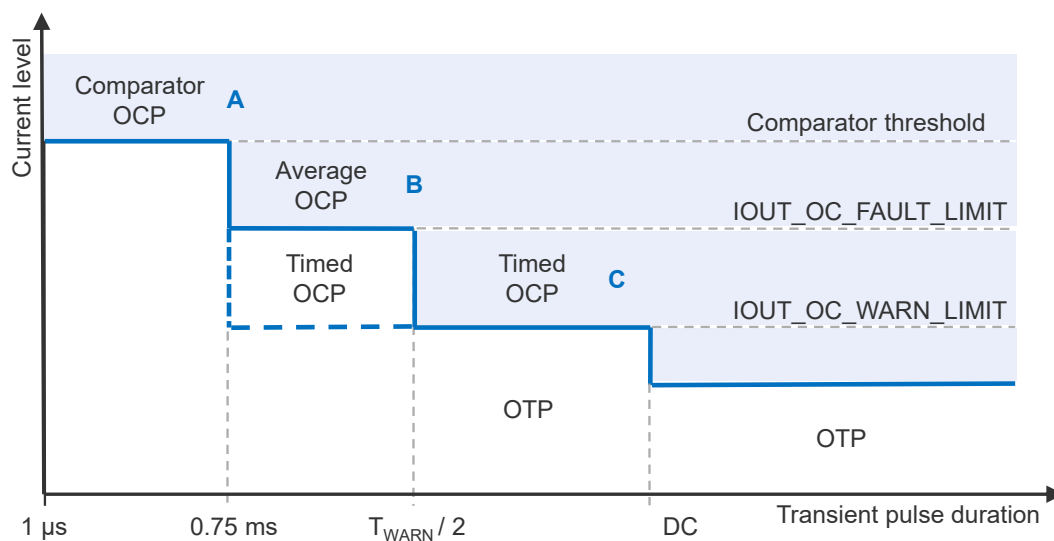 Current level
Comparator
OCP
A
Comparator threshold
Average
OCP
B
IOUT_OC_FAULT_LIMIT
Timed
OCP
Timed
OCP
C
IOUT_OC_WARN_LIMIT
OTP
OTP
1 µs
0.75 ms
TWARN / 2
DC
Transient pulse duration